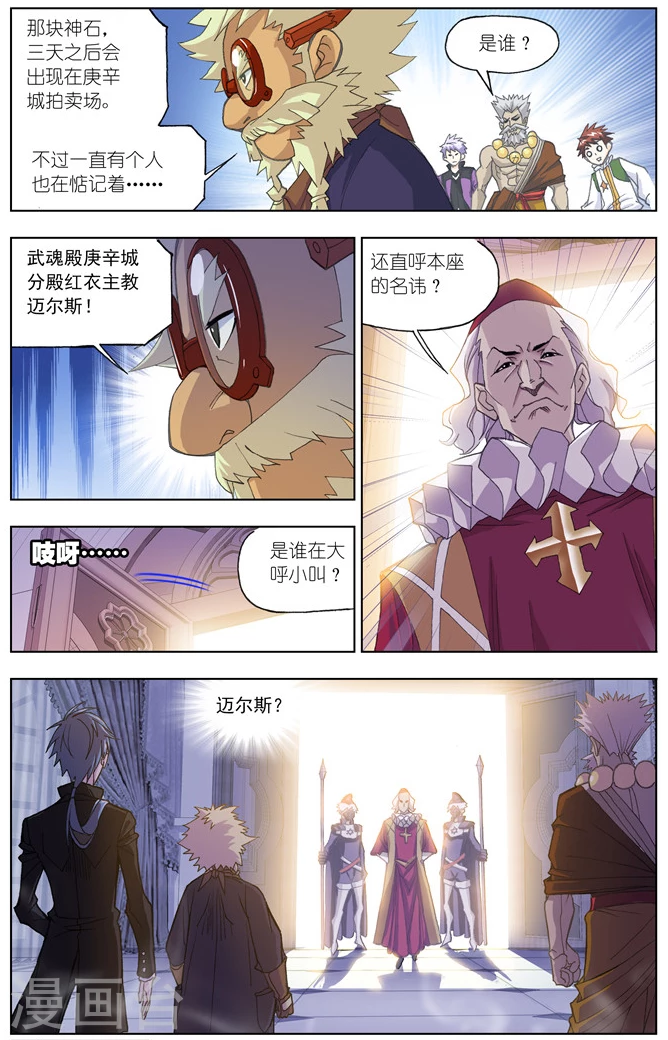 那块神石，
三天之后会
出现在庚辛
城拍卖场。
不过一直有个人
也在惦记着……
是谁？
武魂殿庚辛城
分殿红衣主教
迈尔斯！
吱呀……
是谁在大
呼小叫？
还直呼本座
的名讳？
迈尔斯？
漫画台